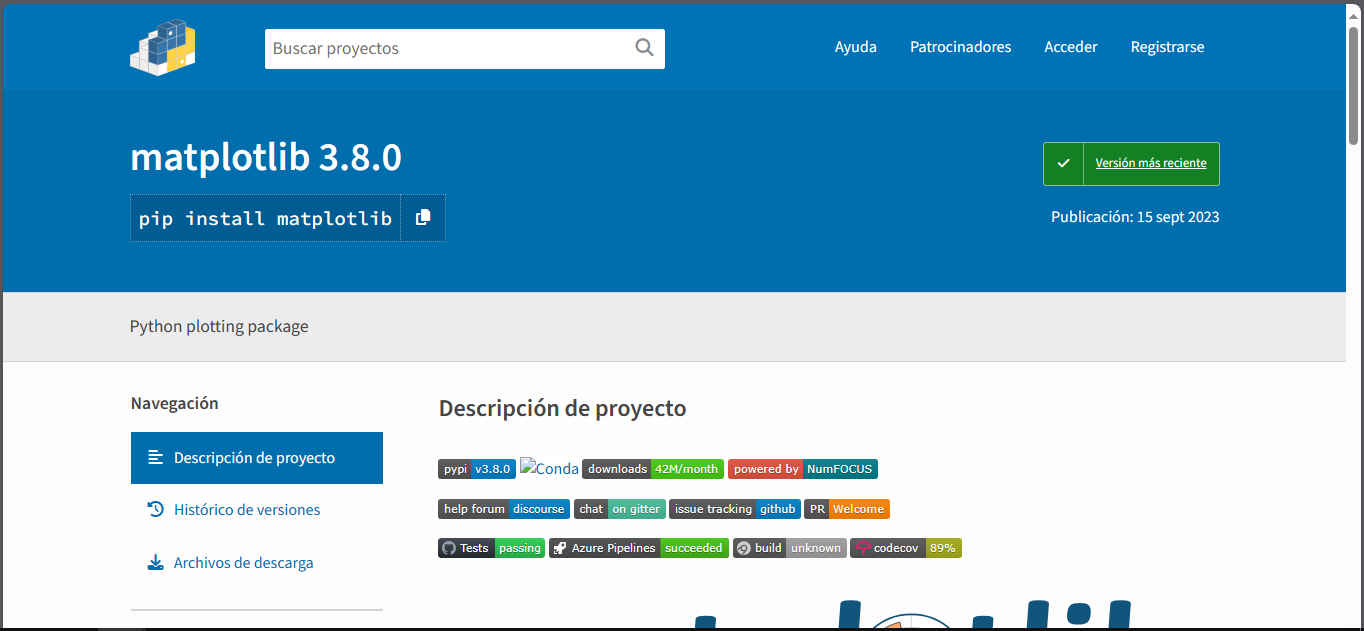 Buscar proyectos
Ayuda Patrocinadores Acceder Registrarse
matplotlib 3.8.0
Versión más reciente
pip install matplotlib
Publicación: 15 sept 2023
Python plotting package
Navegación
Descripción de proyecto
Histórico de versiones
Archivos de descarga
Descripción de proyecto
pypi v3.8.0 Conda downloads 42M/month powered by NumFOCUS
help forum discourse chat on gitter issue tracking github PR Welcome
Tests passing Azure Pipelines succeeded build unknown codecov 89%